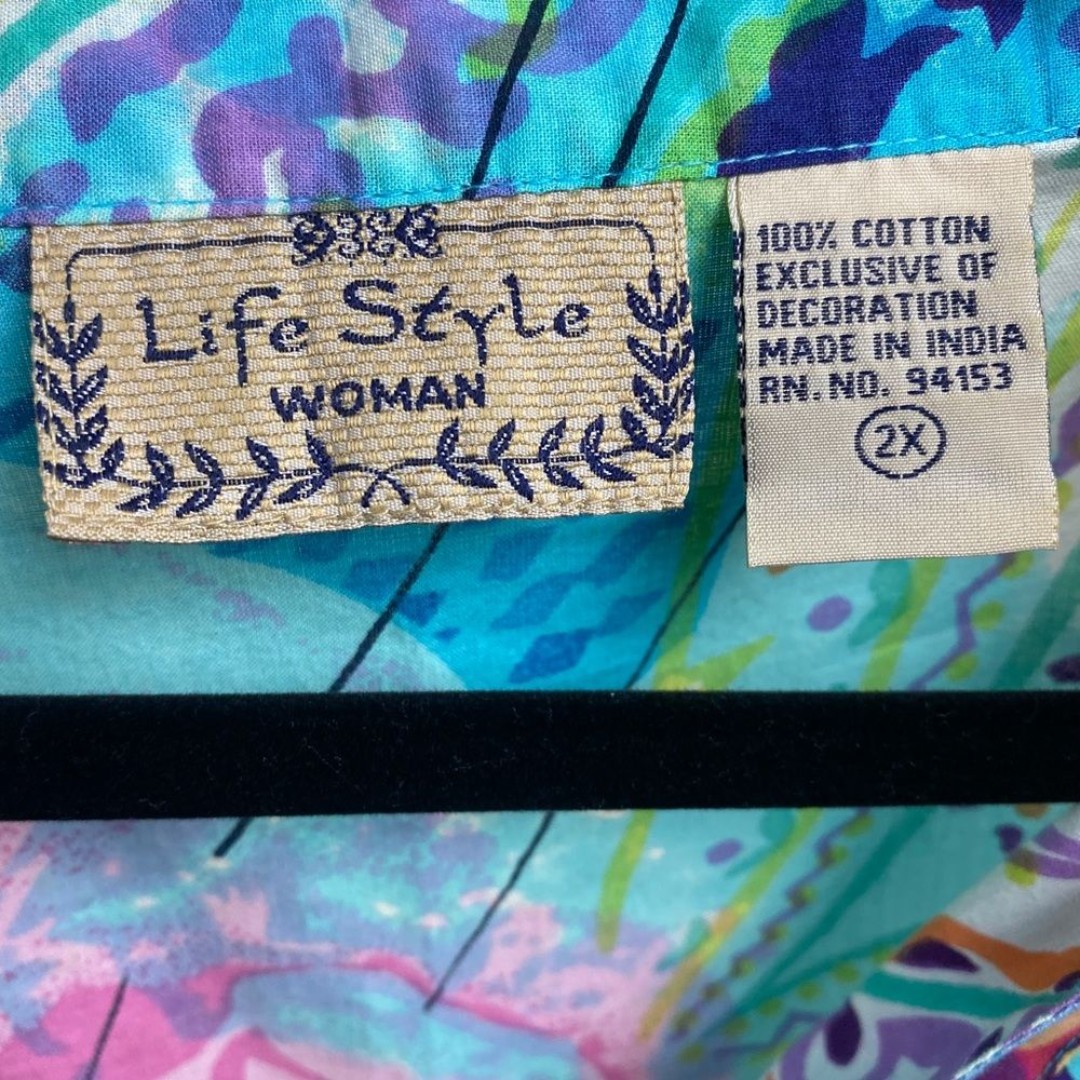 Life Style
WOMAN
100% COTTON
EXCLUSIVE OF
DECORATION
MADE IN INDIA
RN. NO. 94153
2X